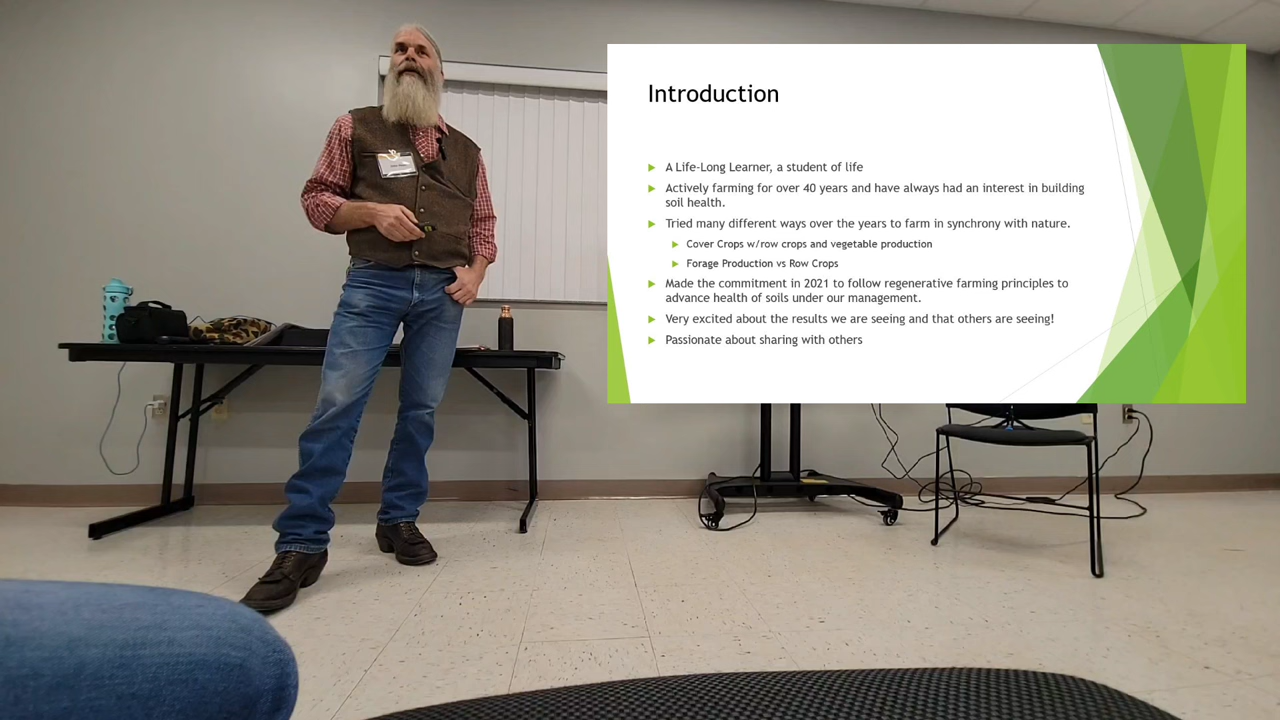 Introduction
A Life-Long Learner, a student of life
Actively farming for over 40 years and have always had an interest in building
soil health.
Tried many different ways over the years to farm in synchrony with nature.
Cover Crops w/row crops and vegetable production
Forage Production vs Row Crops
Made the commitment in 2021 to follow regenerative farming principles to
advance health of soils under our management.
Very excited about the results we are seeing and that others are seeing!
Passionate about sharing with others